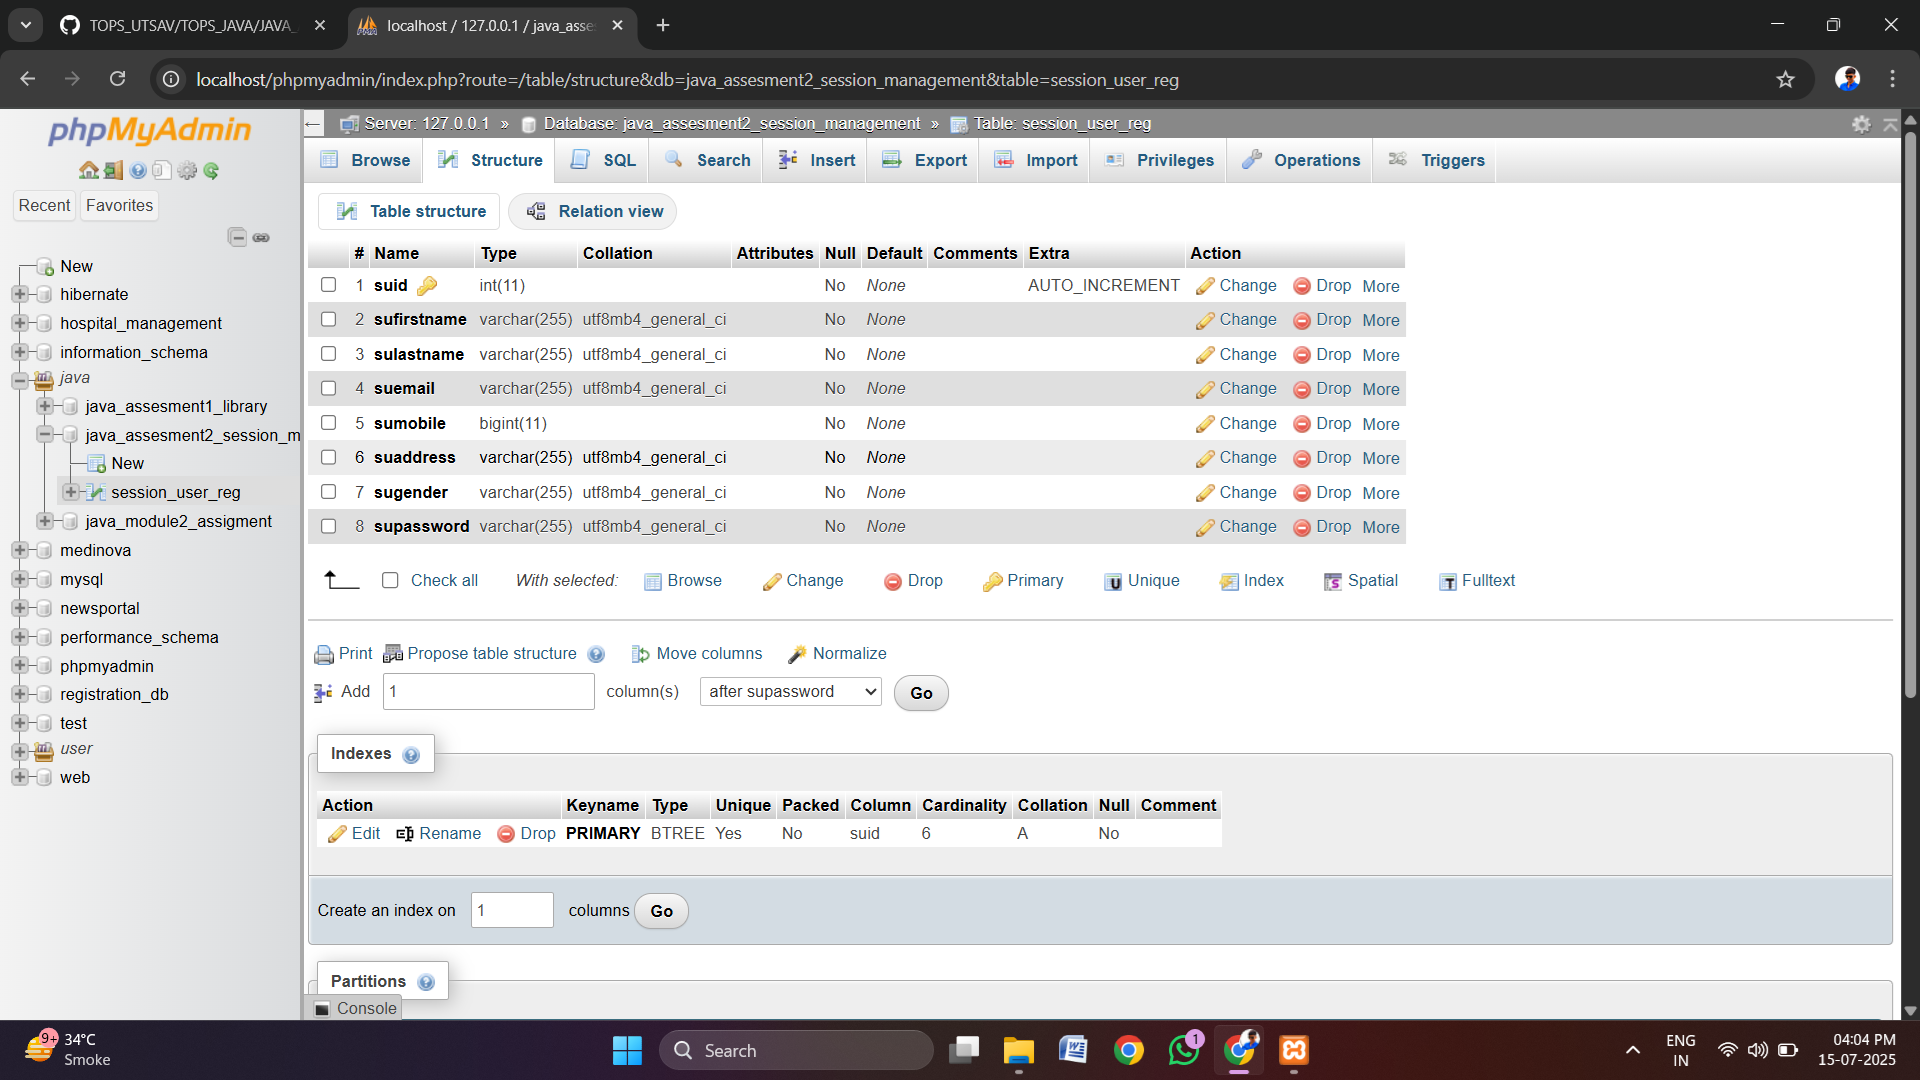 TOPS_UTSAV/TOPS_JAVA/JAVA_
localhost / 127.0.0.1 / java_asse
localhost/phpmyadmin/index.php?route=/table/structure&db=java_assesment2_session_management&table=session_user_reg
phpMyAdmin
Recent Favorites
New
hibernate
hospital_management
information_schema
java
java_assesment1_library
java_assesment2_session_m
New
session_user_reg
java_module2_assigment
medinova
mysql
newsportal
performance_schema
phpmyadmin
registration_db
test
user
web
Server: 127.0.0.1 » Database: java_assesment2_session_management » Table: session_user_reg
Browse Structure SQL Search Insert Export Import Privileges Operations Triggers
Table structure Relation view
# Name Type Collation Attributes Null Default Comments Extra Action
1 suid int(11) No None AUTO_INCREMENT Change Drop More
2 sufirstname varchar(255) utf8mb4_general_ci No None Change Drop More
3 sulastname varchar(255) utf8mb4_general_ci No None Change Drop More
4 suemail varchar(255) utf8mb4_general_ci No None Change Drop More
5 sumobile bigint(11) No None Change Drop More
6 suaddress varchar(255) utf8mb4_general_ci No None Change Drop More
7 sugender varchar(255) utf8mb4_general_ci No None Change Drop More
8 supassword varchar(255) utf8mb4_general_ci No None Change Drop More
Check all With selected: Browse Change Drop Primary Unique Index Spatial Fulltext
Print Propose table structure Move columns Normalize
Add 1 column(s) after supassword Go
Indexes
Action Keyname Type Unique Packed Column Cardinality Collation Null Comment
Edit Rename Drop PRIMARY BTREE Yes No suid 6 A No
Create an index on 1 columns Go
Partitions
Console
9+ 34°C
Smoke
Search
1
ENG
IN
04:04 PM
15-07-2025